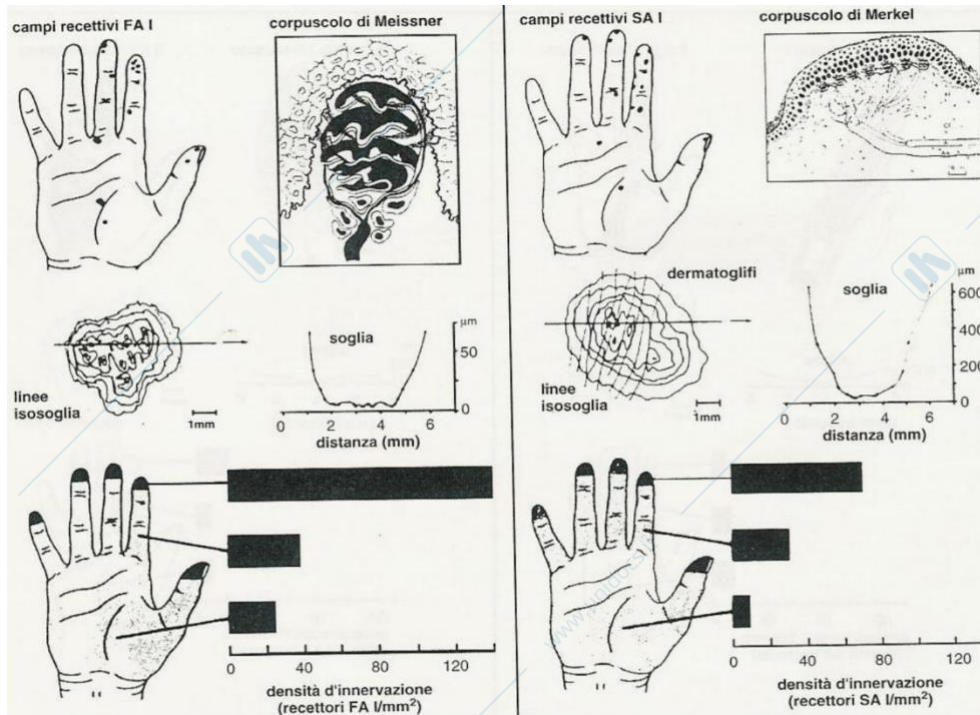 campi recettivi FA I
corpuscolo di Meissner
linee
isosoglia
1mm
soglia
µm
50
0
2 4 6
distanza (mm)
0 40 80 120
densità d'innervazione
(recettori FA I/mm²)
campi recettivi SA I
corpuscolo di Merkel
dermatoglifi
linee
isosoglia
1mm
soglia
µm
600
400
200
0
0 2 4 6
distanza (mm)
0 40 80 120
densità d'innervazione
(recettori SA I/mm²)